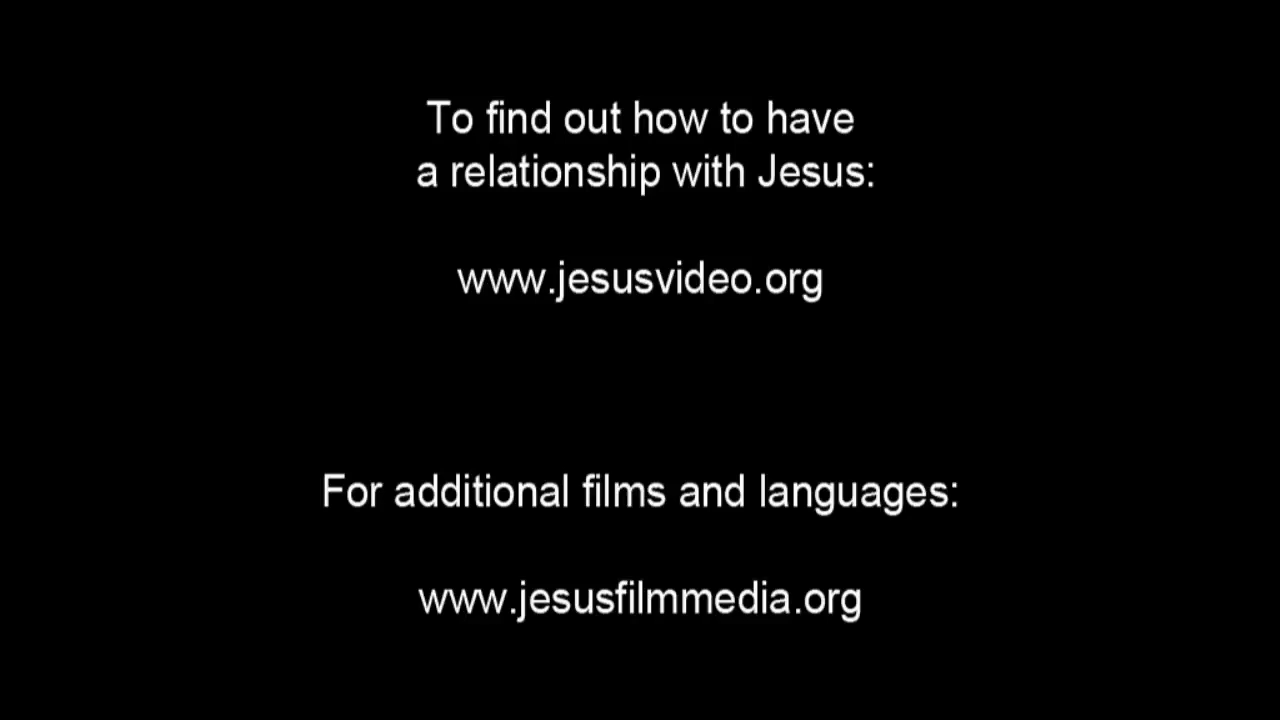 To find out how to have
a relationship with Jesus:
www.jesusvideo.org
For additional films and languages:
www.jesusfilmmedia.org